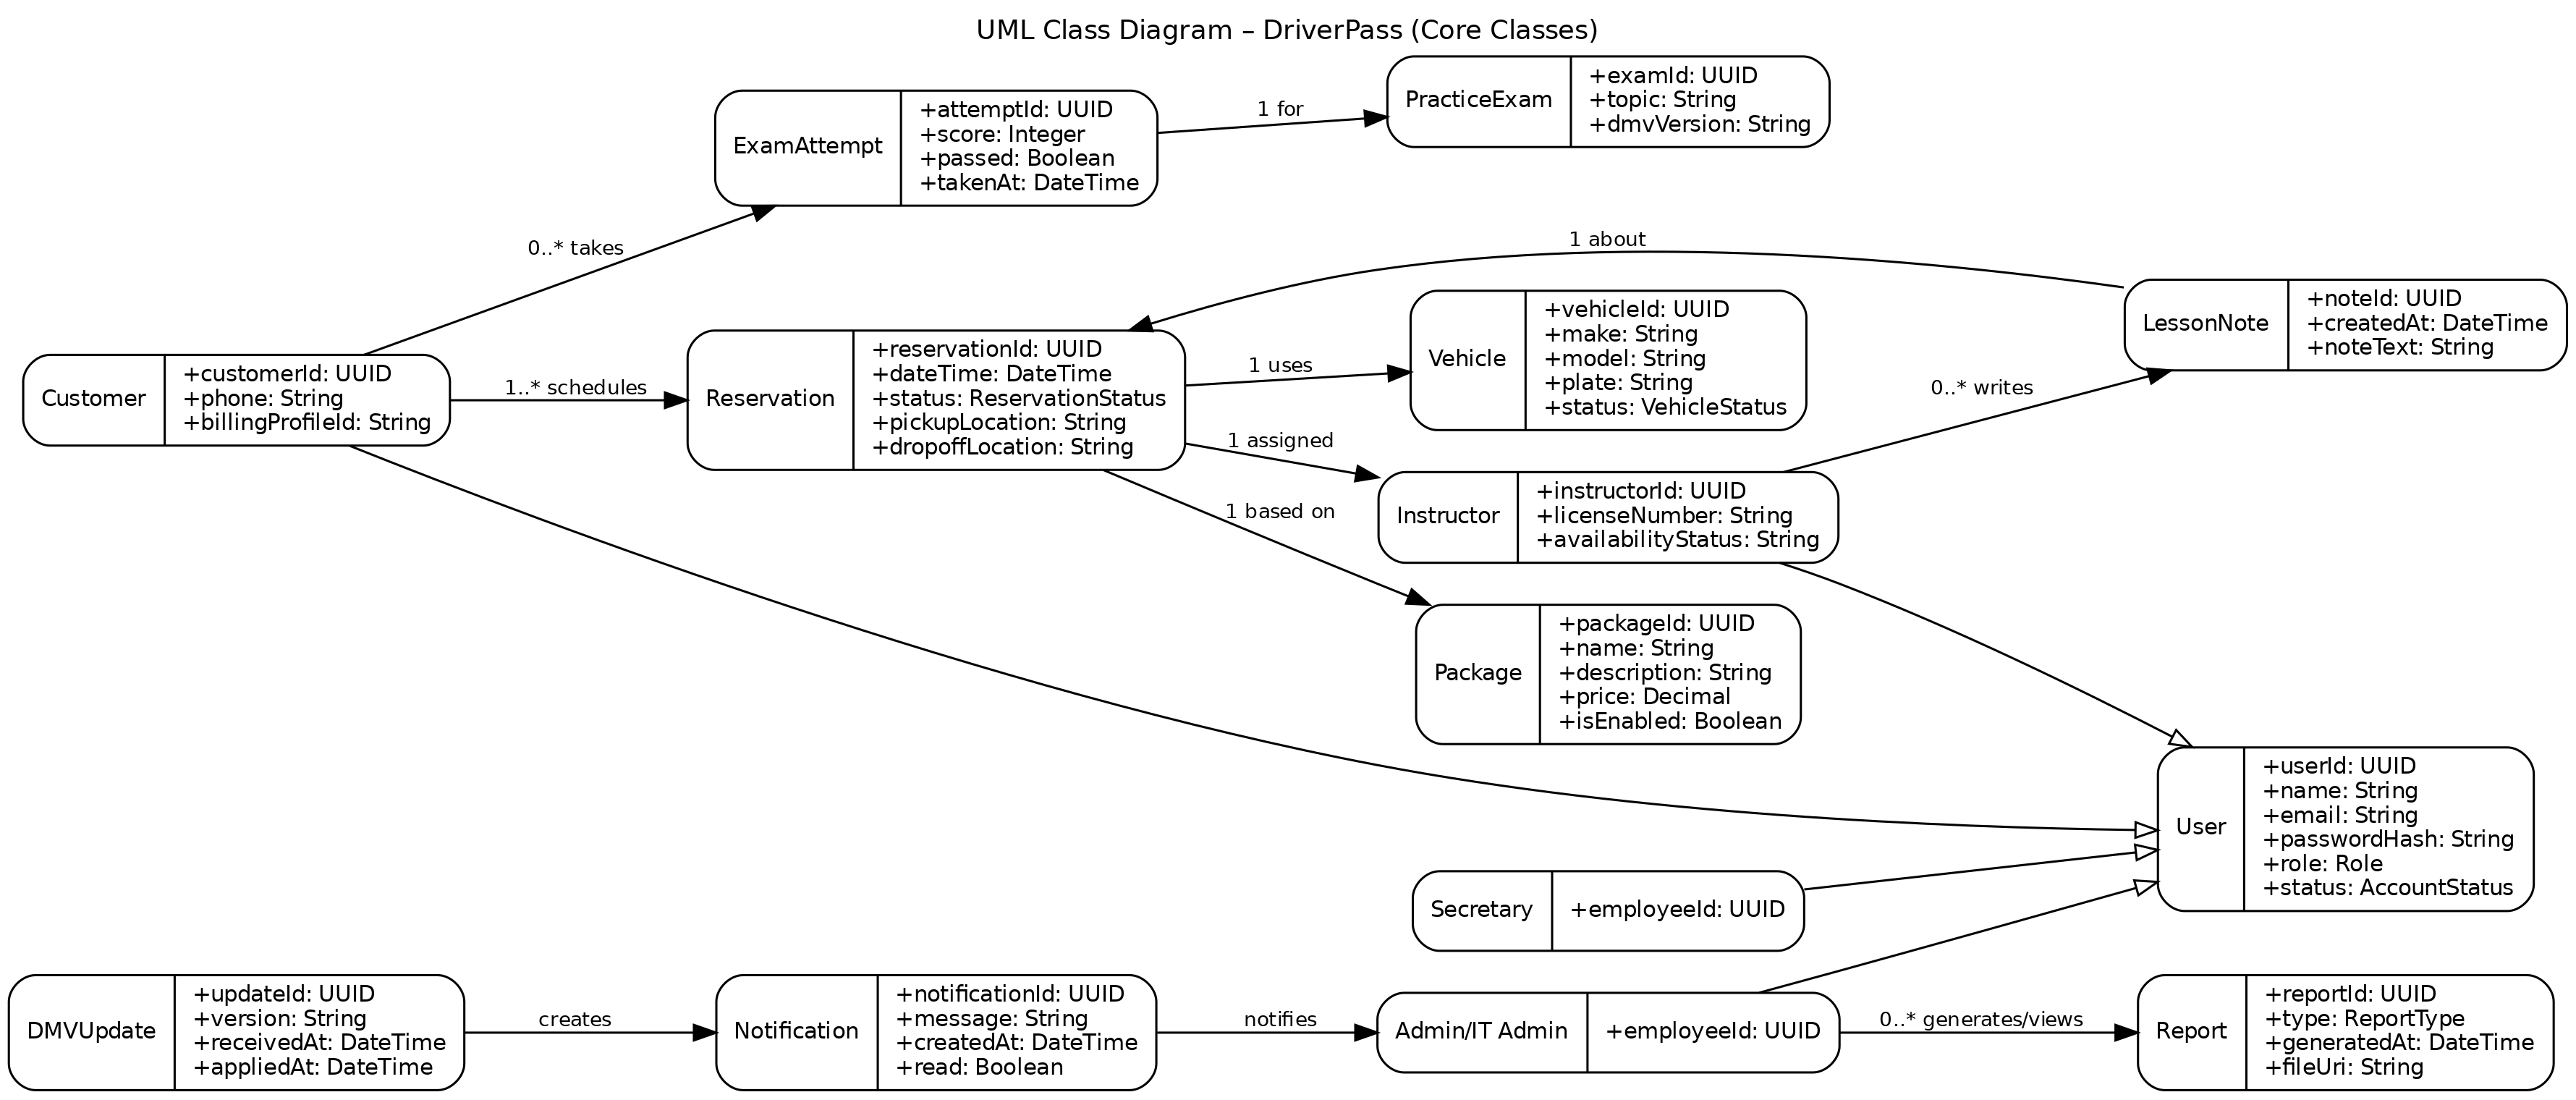 UML Class Diagram – DriverPass (Core Classes)
PracticeExam
+examId: UUID
+topic: String
+dmvVersion: String
ExamAttempt
+attemptId: UUID
+score: Integer
+passed: Boolean
+takenAt: DateTime
1 for
0..* takes
1 about
Customer
+customerId: UUID
+phone: String
+billingProfileId: String
1..* schedules
Reservation
+reservationId: UUID
+dateTime: DateTime
+status: ReservationStatus
+pickupLocation: String
+dropoffLocation: String
1 uses
Vehicle
+vehicleId: UUID
+make: String
+model: String
+plate: String
+status: VehicleStatus
LessonNote
+noteId: UUID
+createdAt: DateTime
+noteText: String
0..* writes
1 assigned
Instructor
+instructorId: UUID
+licenseNumber: String
+availabilityStatus: String
1 based on
Package
+packageId: UUID
+name: String
+description: String
+price: Decimal
+isEnabled: Boolean
User
+userId: UUID
+name: String
+email: String
+passwordHash: String
+role: Role
+status: AccountStatus
Secretary
+employeeId: UUID
DMVUpdate
+updateId: UUID
+version: String
+receivedAt: DateTime
+appliedAt: DateTime
creates
Notification
+notificationId: UUID
+message: String
+createdAt: DateTime
+read: Boolean
notifies
Admin/IT Admin
+employeeId: UUID
0..* generates/views
Report
+reportId: UUID
+type: ReportType
+generatedAt: DateTime
+fileUri: String